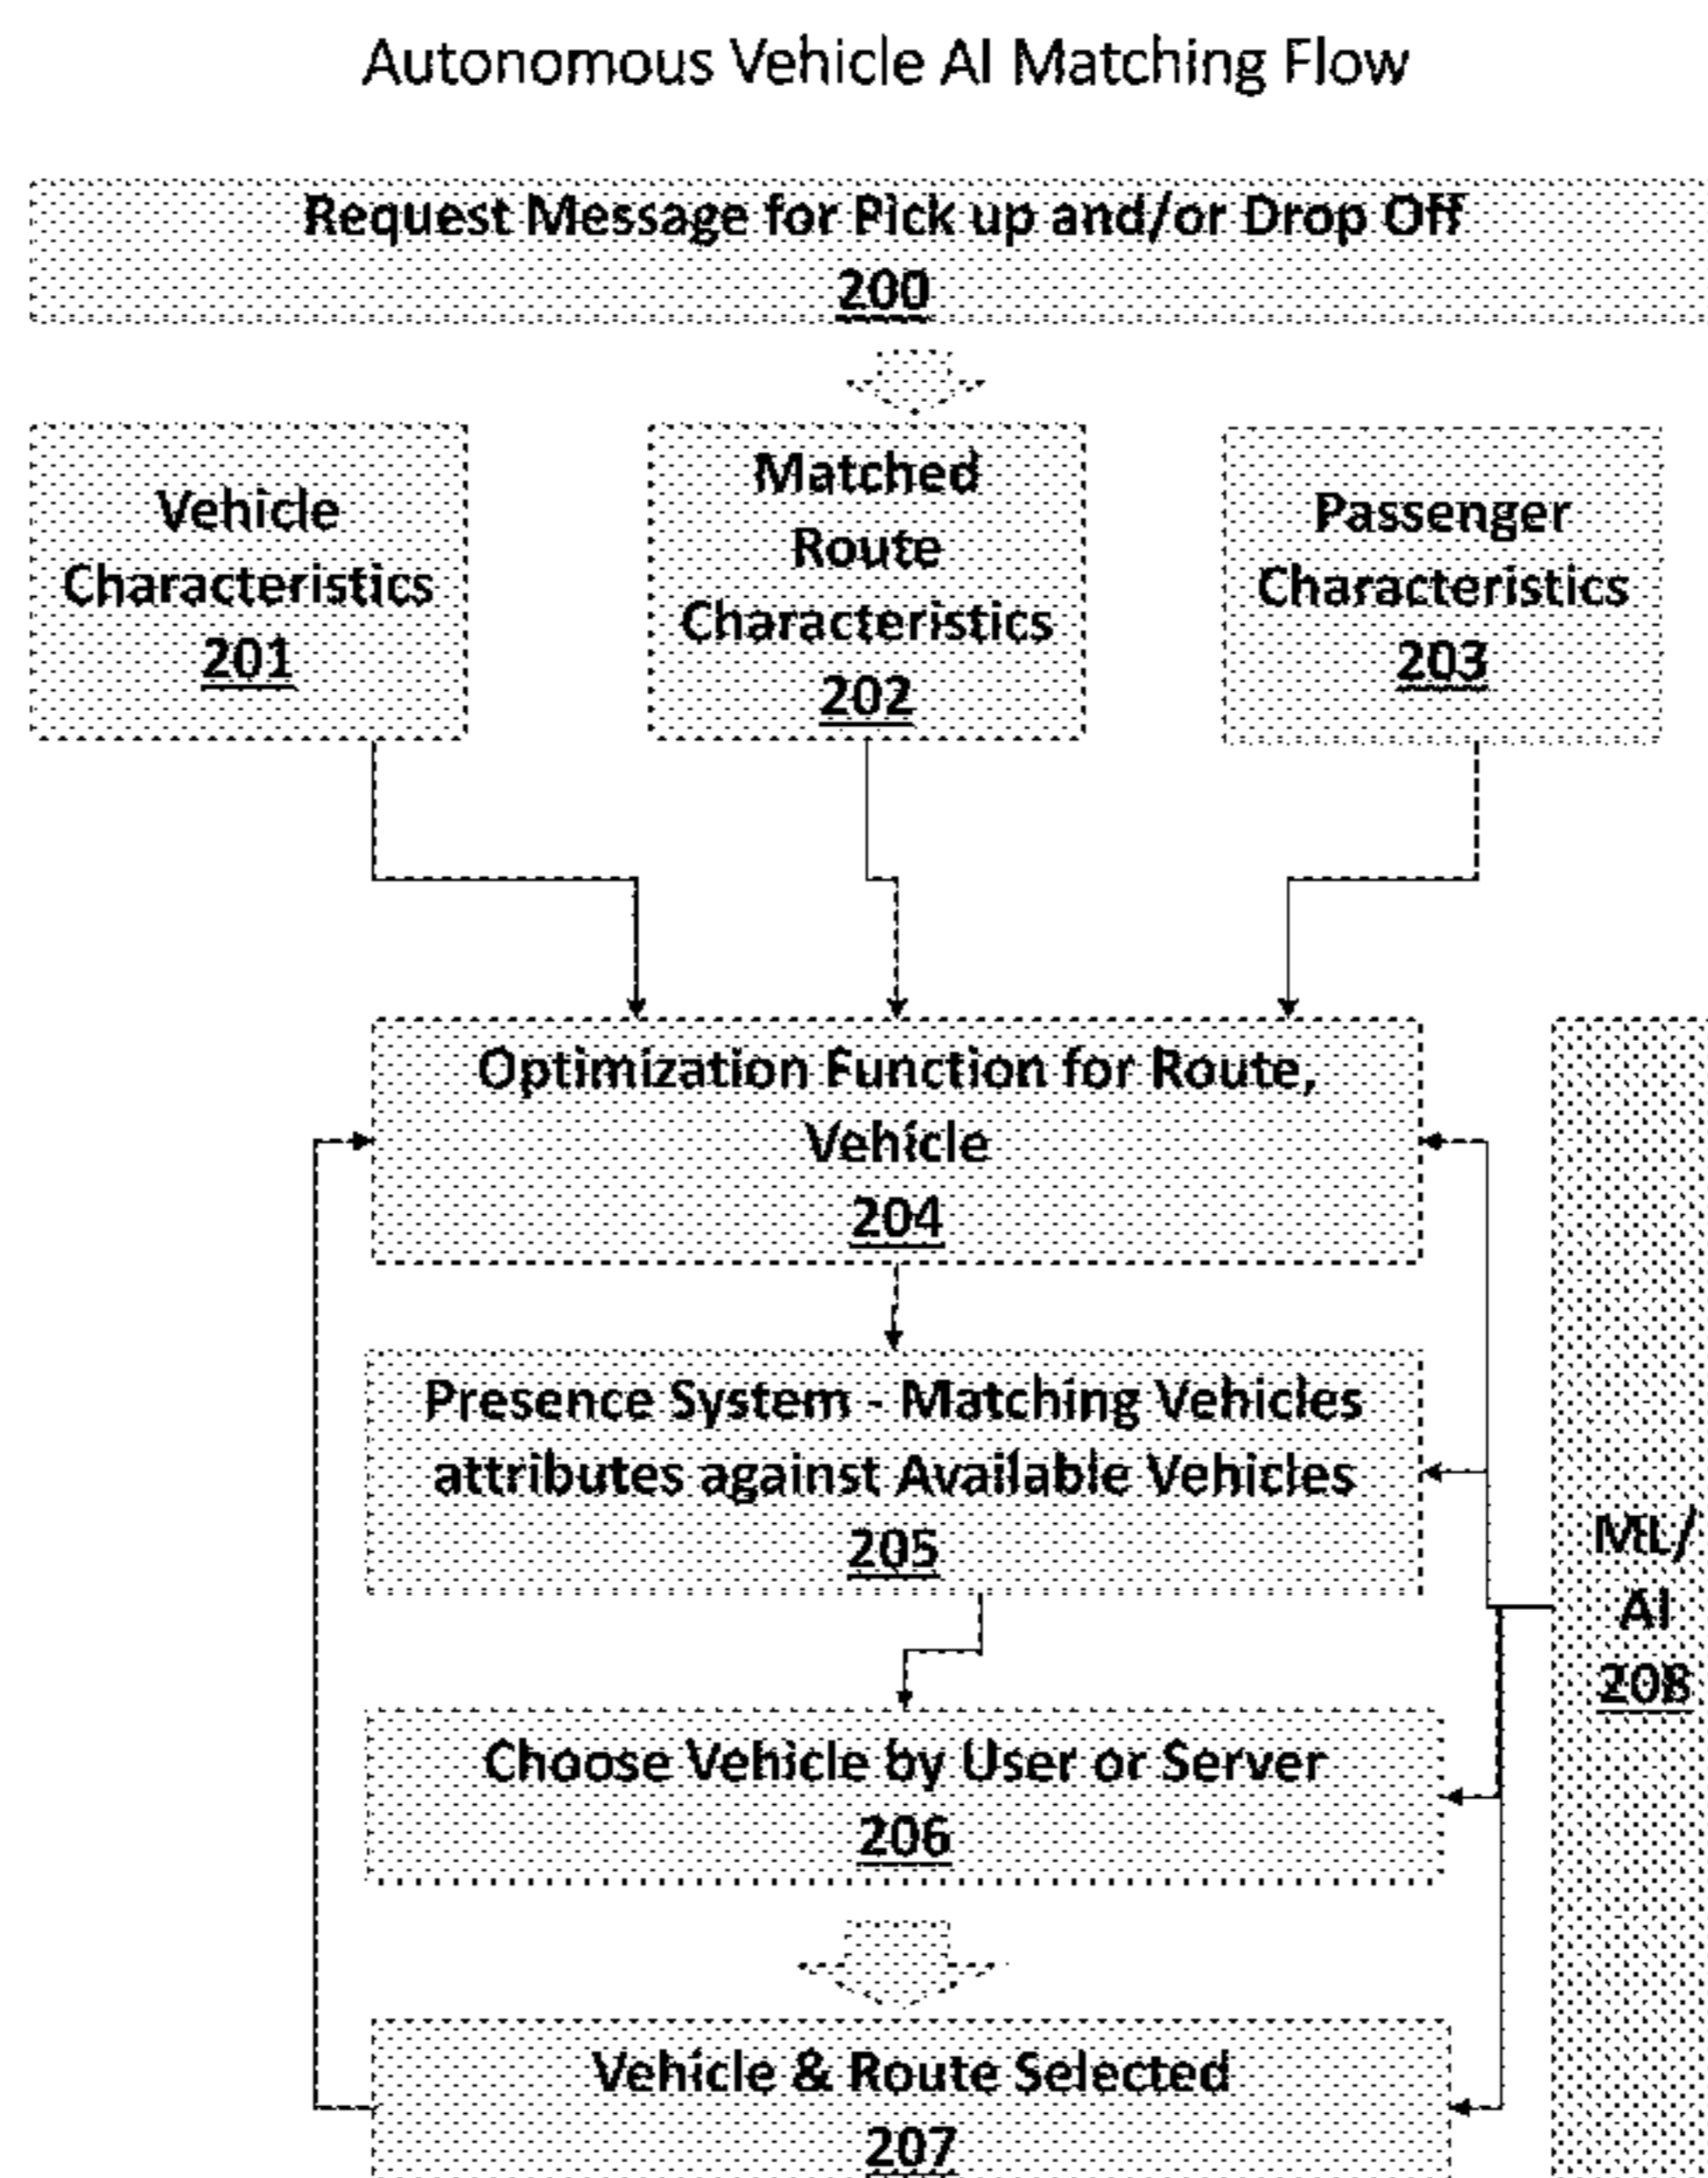 Autonomous Vehicle AI Matching Flow
Request Message for Pick up and/or Drop Off
200
Vehicle
Characteristics
201
Matched
Route
Characteristics
202
Passenger
Characteristics
203
Optimization Function for Route,
Vehicle
204
Presence System - Matching Vehicles
attributes against Available Vehicles
205
Choose Vehicle by User or Server
206
Vehicle & Route Selected
207
ML/
AI
208